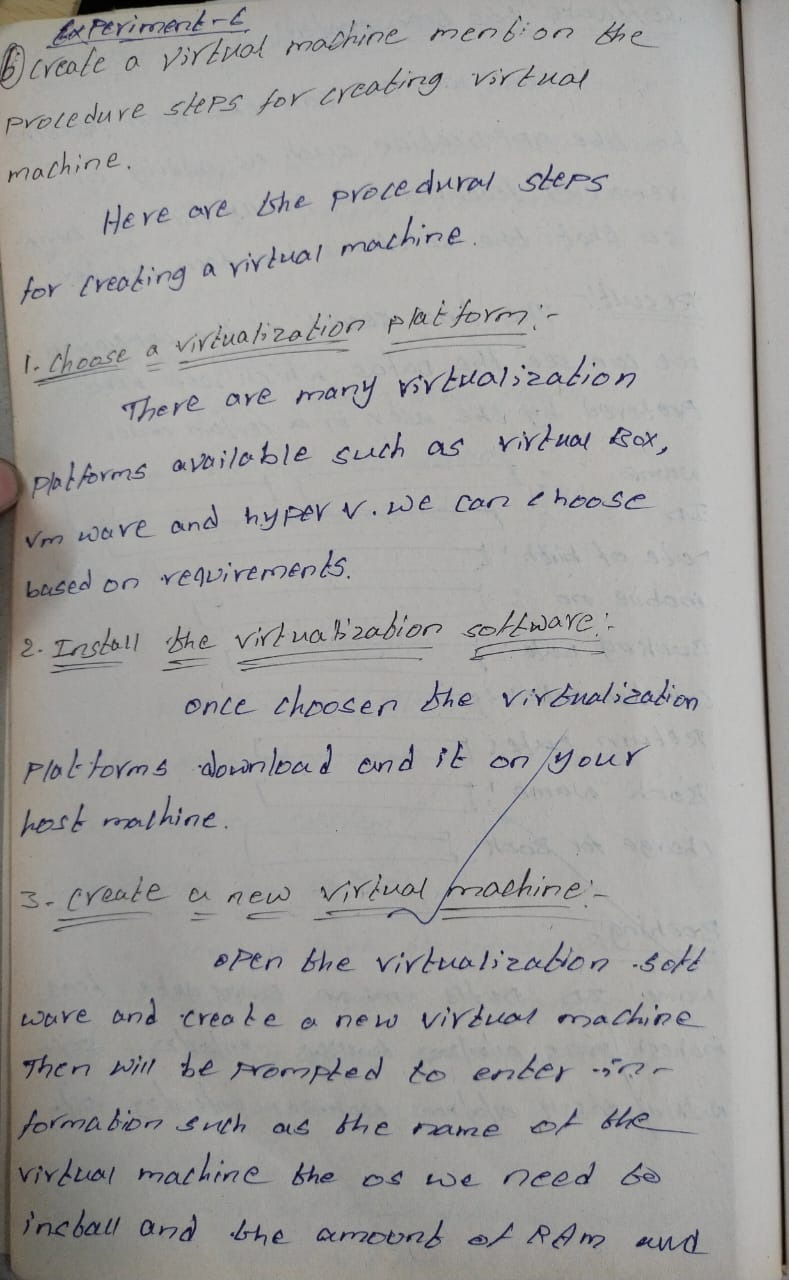 Experiment-6
6) create a virtual machine mention the
procedure steps for creating virtual
machine.
Here are the procedural steps
for creating a virtual machine.
1. Choose a virtualization platform:-
There are many virtualization
platforms available such as virtual Box,
Vm ware and hyper v. we can choose
based on requirements.
2. Install the virtualization software:-
once choosen the virtualization
platforms download and it on your
host machine.
3. create a new virtual machine:-
open the virtualization soft
ware and create a new virtual machine
Then will be prompted to enter in-
formation such as the name of the
virtual machine the os we need to
install and the amount of RAm and